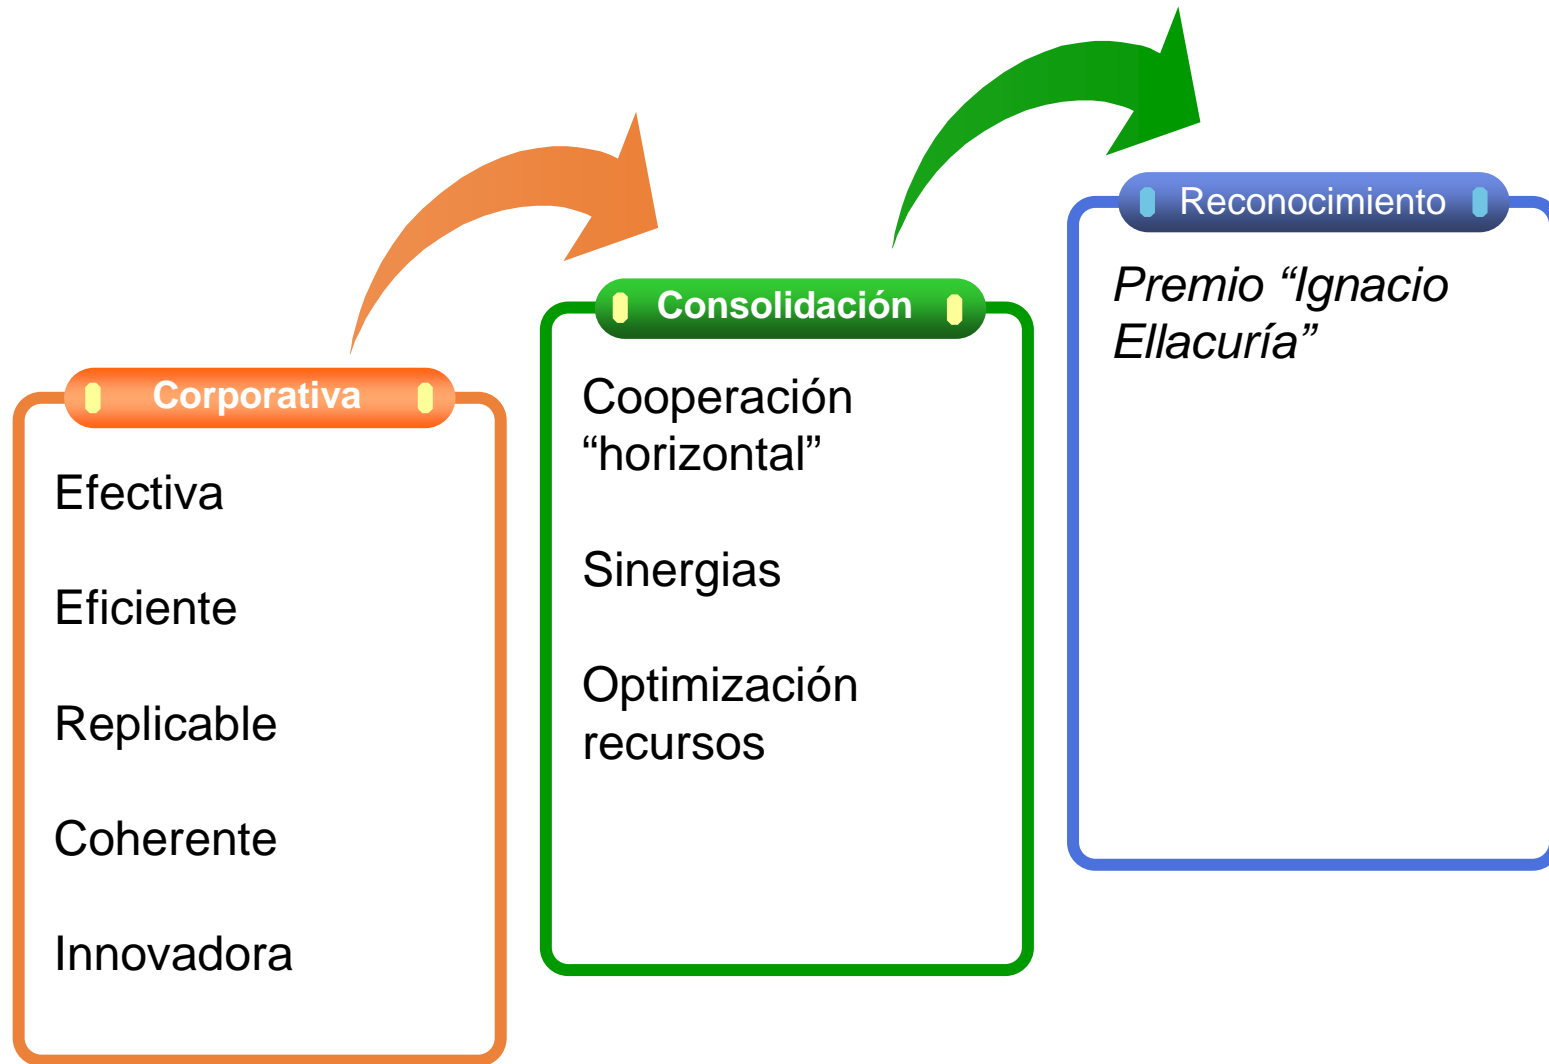 Corporativa
Efectiva
Eficiente
Replicable
Coherente
Innovadora
Consolidación
Cooperación
“horizontal”
Sinergias
Optimización
recursos
Reconocimiento
Premio “Ignacio
Ellacuría”